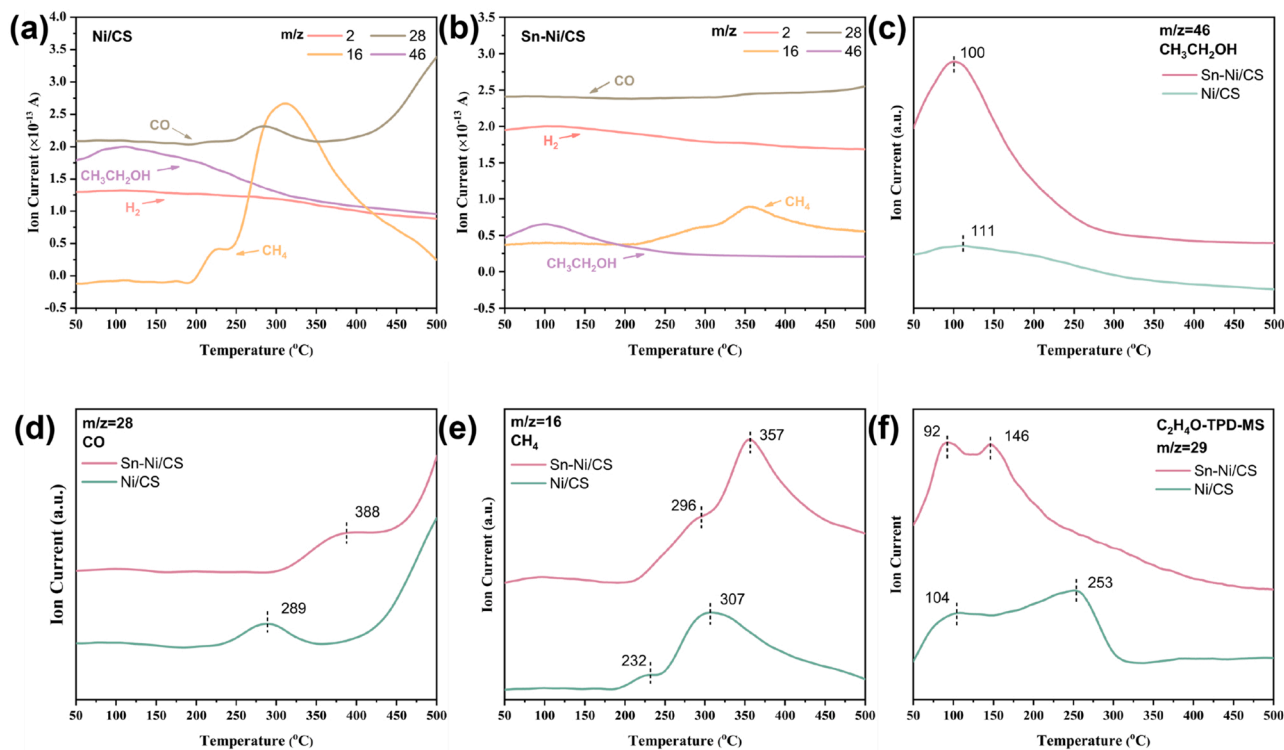 (a)
Ni/CS
m/z
2
28
16
46
CO
CH₃CH₂OH
H₂
CH₄
Ion Current (×10⁻¹³ A)
4.0
3.5
3.0
2.5
2.0
1.5
1.0
0.5
0.0
-0.5
50 100 150 200 250 300 350 400 450 500
Temperature (°C)
(b)
Sn-Ni/CS
m/z
2
28
16
46
CO
H₂
CH₄
CH₃CH₂OH
Ion Current (×10⁻¹³ A)
3.5
3.0
2.5
2.0
1.5
1.0
0.5
0.0
-0.5
50 100 150 200 250 300 350 400 450 500
Temperature (°C)
(c)
m/z=46
CH₃CH₂OH
Sn-Ni/CS
Ni/CS
100
111
Ion Current (a.u.)
50 100 150 200 250 300 350 400 450 500
Temperature (°C)
(d)
m/z=28
CO
Sn-Ni/CS
Ni/CS
388
289
Ion Current (a.u.)
50 100 150 200 250 300 350 400 450 500
Temperature (°C)
(e)
m/z=16
CH₄
Sn-Ni/CS
Ni/CS
357
296
307
232
Ion Current (a.u.)
50 100 150 200 250 300 350 400 450 500
Temperature (°C)
(f)
C₂H₄O-TPD-MS
m/z=29
Sn-Ni/CS
Ni/CS
92
146
104
253
Ion Current
50 100 150 200 250 300 350 400 450 500
Temperature (°C)